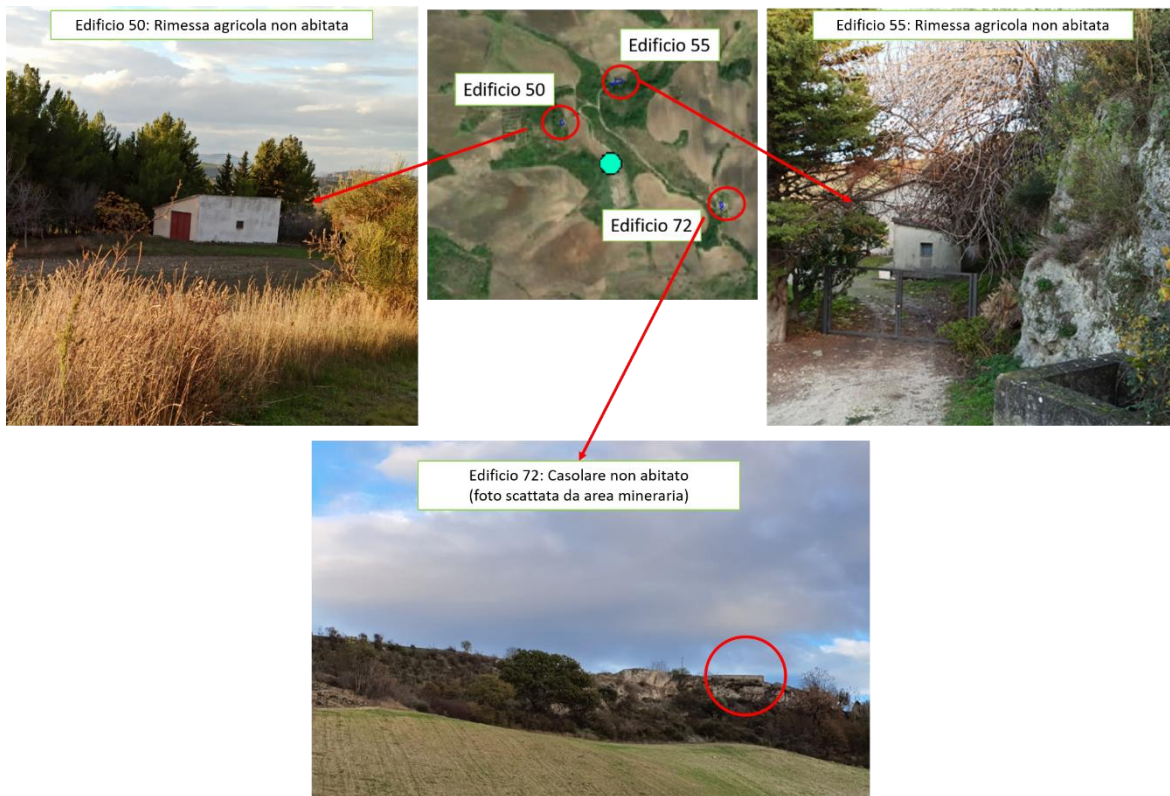 Edificio 50: Rimessa agricola non abitata
Edificio 55
Edificio 50
Edificio 72
Edificio 55: Rimessa agricola non abitata
Edificio 72: Casolare non abitato
(foto scattata da area mineraria)